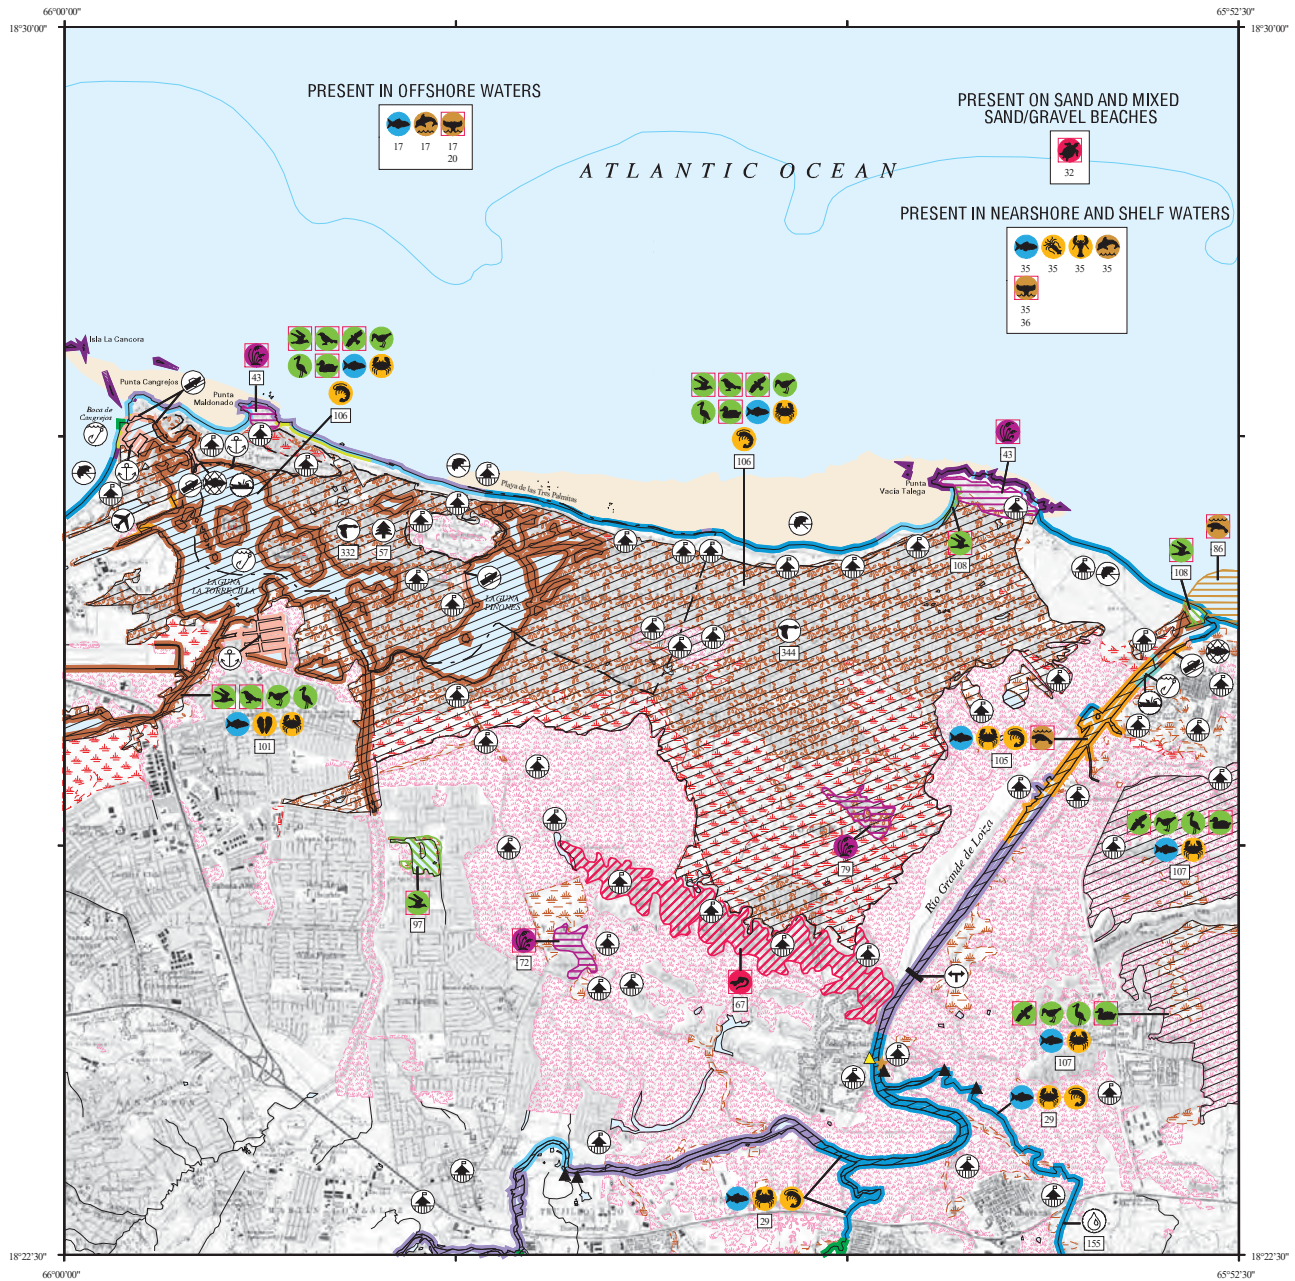 66°00'00"
65°52'30"
18°30'00"
18°30'00"
PRESENT IN OFFSHORE WATERS
17
17
17
20
PRESENT ON SAND AND MIXED
SAND/GRAVEL BEACHES
32
ATLANTIC OCEAN
PRESENT IN NEARSHORE AND SHELF WATERS
35
35
35
35
35
36
Isla La Cancora
Punta Cangrejos
Punta
Maldonado
Boca de
Cangrejos
43
106
106
43
Punta
Vacia Talega
Playa de las Tres Palmitas
332
57
108
86
108
LAGUNA
LA TORRECILLA
LAGUNA
PIÑONES
344
101
105
Río Grande de Loíza
107
79
97
72
67
107
29
29
155
18°22'30"
18°22'30"
66°00'00"
65°52'30"